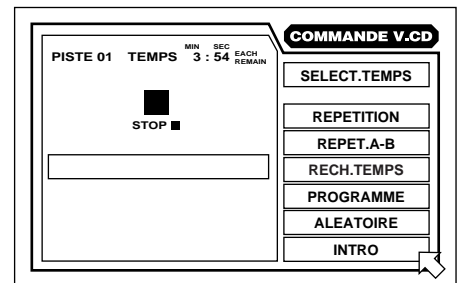 COMMANDE V.CD
PISTE 01 TEMPS MIN 3 : SEC 54 EACH REMAIN
STOP
SELECT.TEMPS
REPETITION
REPET.A-B
RECH.TEMPS
PROGRAMME
ALEATOIRE
INTRO